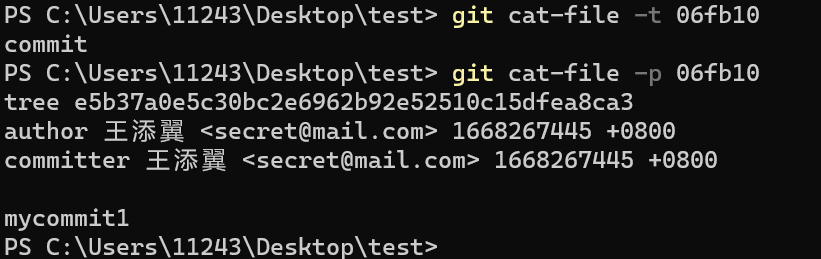 PS C:\Users\11243\Desktop\test> git cat-file -t 06fb10
commit
PS C:\Users\11243\Desktop\test> git cat-file -p 06fb10
tree e5b37a0e5c30bc2e6962b92e52510c15dfea8ca3
author 王添翼 <secret@mail.com> 1668267445 +0800
committer 王添翼 <secret@mail.com> 1668267445 +0800
mycommit1
PS C:\Users\11243\Desktop\test>